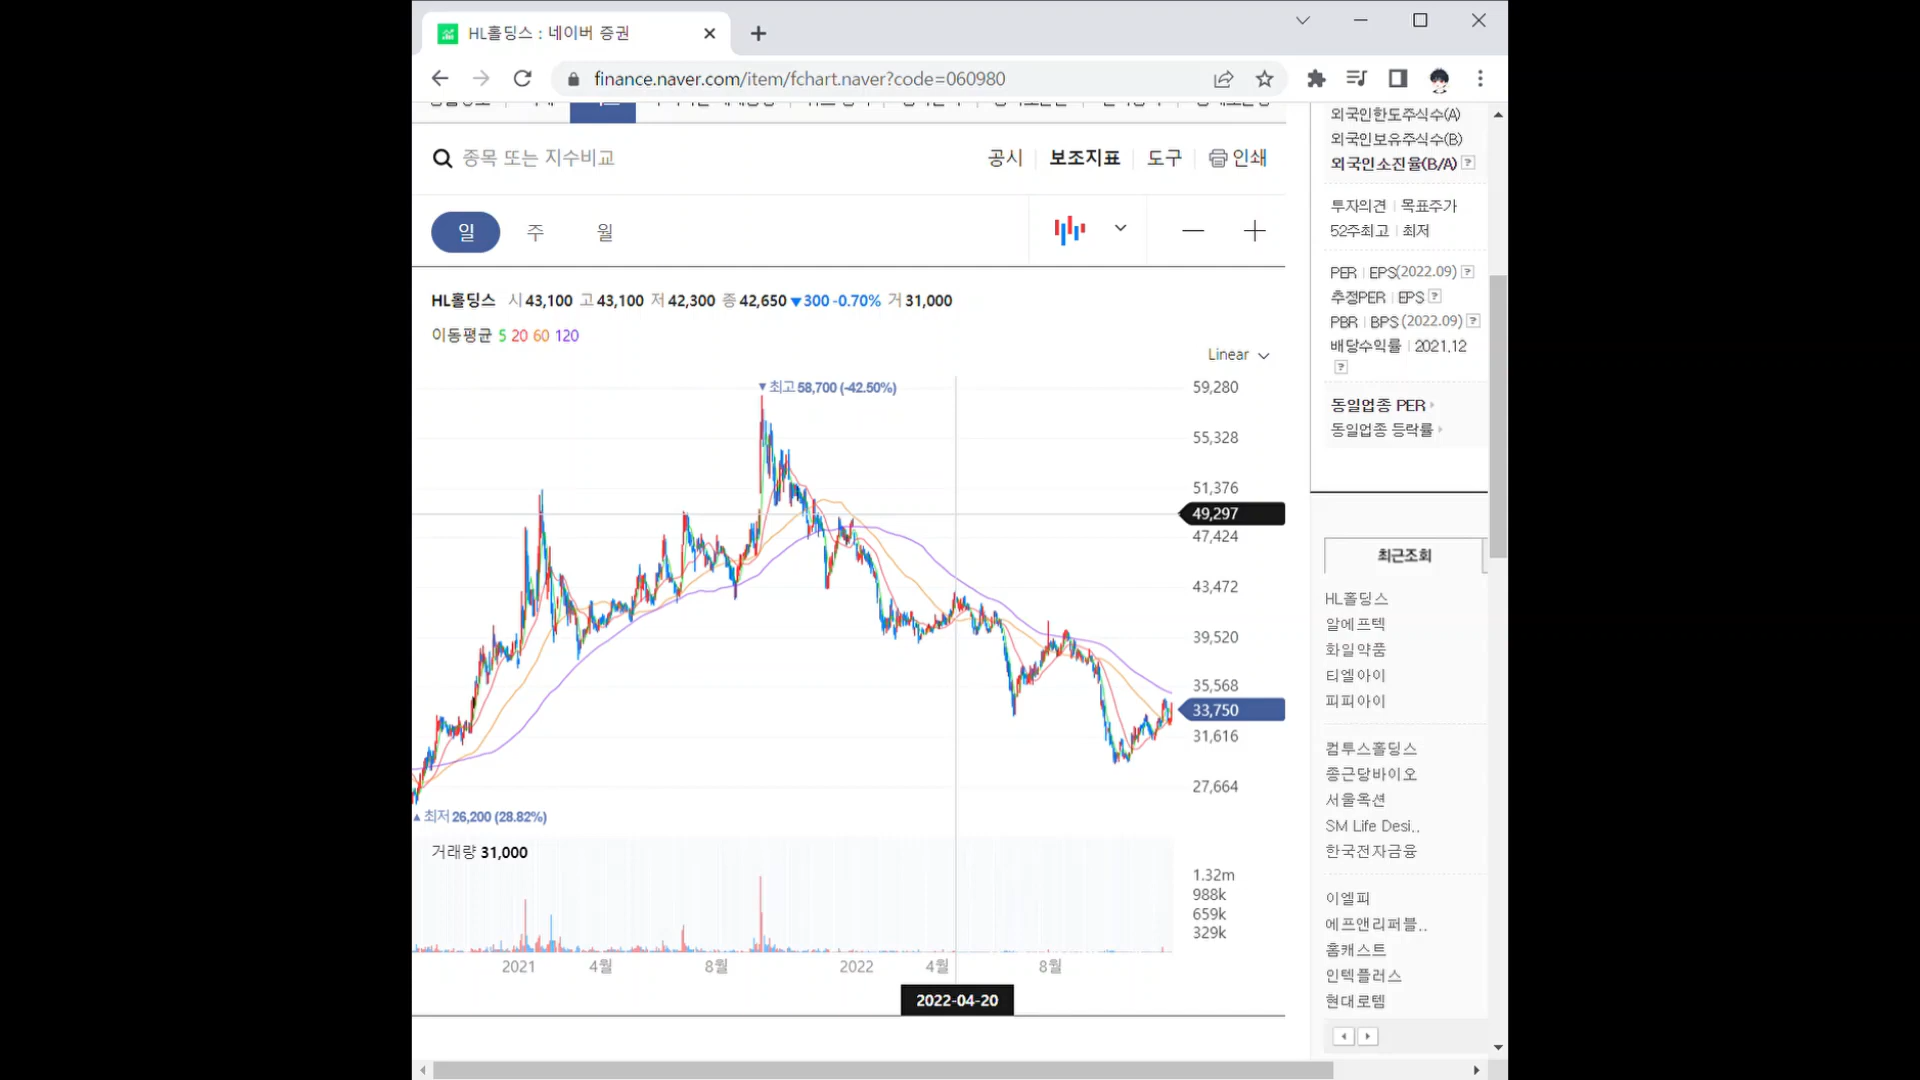 HL홀딩스 : 네이버 증권
finance.naver.com/item/fchart.naver?code=060980
종목 또는 지수비교
공시 보조지표 도구 인쇄
일 주 월
HL홀딩스 시 43,100 고 43,100 저 42,300 종 42,650 ▼300 -0.70% 거 31,000
이동평균 5 20 60 120
Linear
▼최고 58,700 (-42.50%)
59,280
55,328
51,376
49,297
47,424
43,472
39,520
35,568
33,750
31,616
27,664
▲최저 26,200 (28.82%)
거래량 31,000
1.32m
988k
659k
329k
2021 4월 8월 2022 4월 8월
2022-04-20
외국인한도주식수(A)
외국인보유주식수(B)
외국인소진율(B/A) ?
투자의견 | 목표주가
52주최고 | 최저
PER | EPS(2022.09) ?
추정PER | EPS ?
PBR | BPS (2022.09) ?
배당수익률 | 2021.12
?
동일업종 PER
동일업종 등락률
최근조회
HL홀딩스
알에프텍
화일약품
티엘아이
피피아이
컴투스홀딩스
종근당바이오
서울옥션
SM Life Desi..
한국전자금융
이엘피
에프앤리퍼블..
홈캐스트
인텍플러스
현대로템